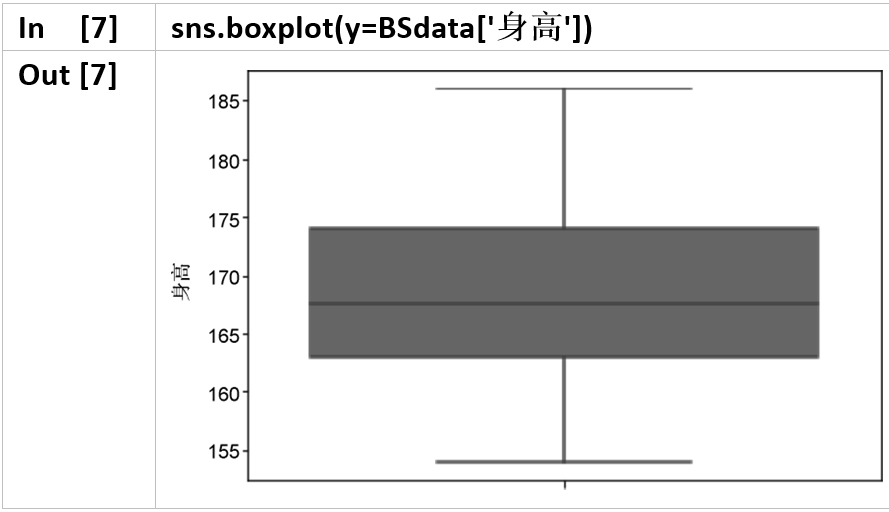 In [7] sns.boxplot(y=BSdata['身高'])
Out [7]
185
180
175
170
165
160
155
身高